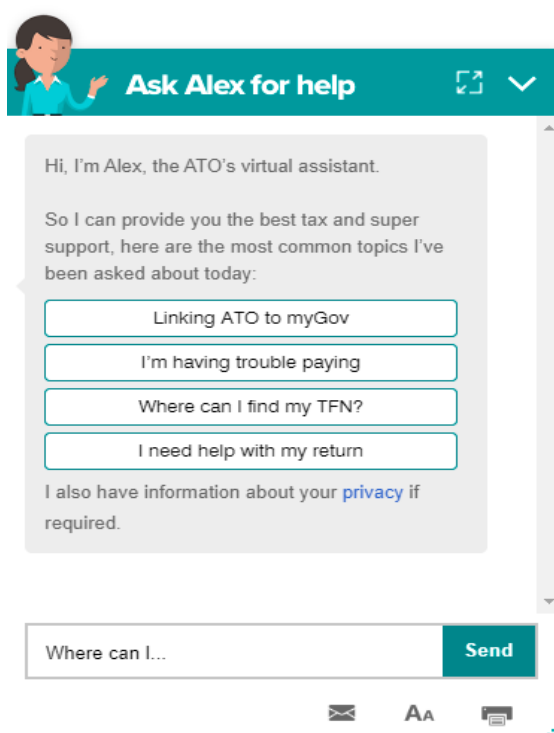 Ask Alex for help
Hi, I'm Alex, the ATO's virtual assistant.
So I can provide you the best tax and super
support, here are the most common topics I've
been asked about today:
Linking ATO to myGov
I'm having trouble paying
Where can I find my TFN?
I need help with my return
I also have information about your privacy if
required.
Where can I...
Send
AA